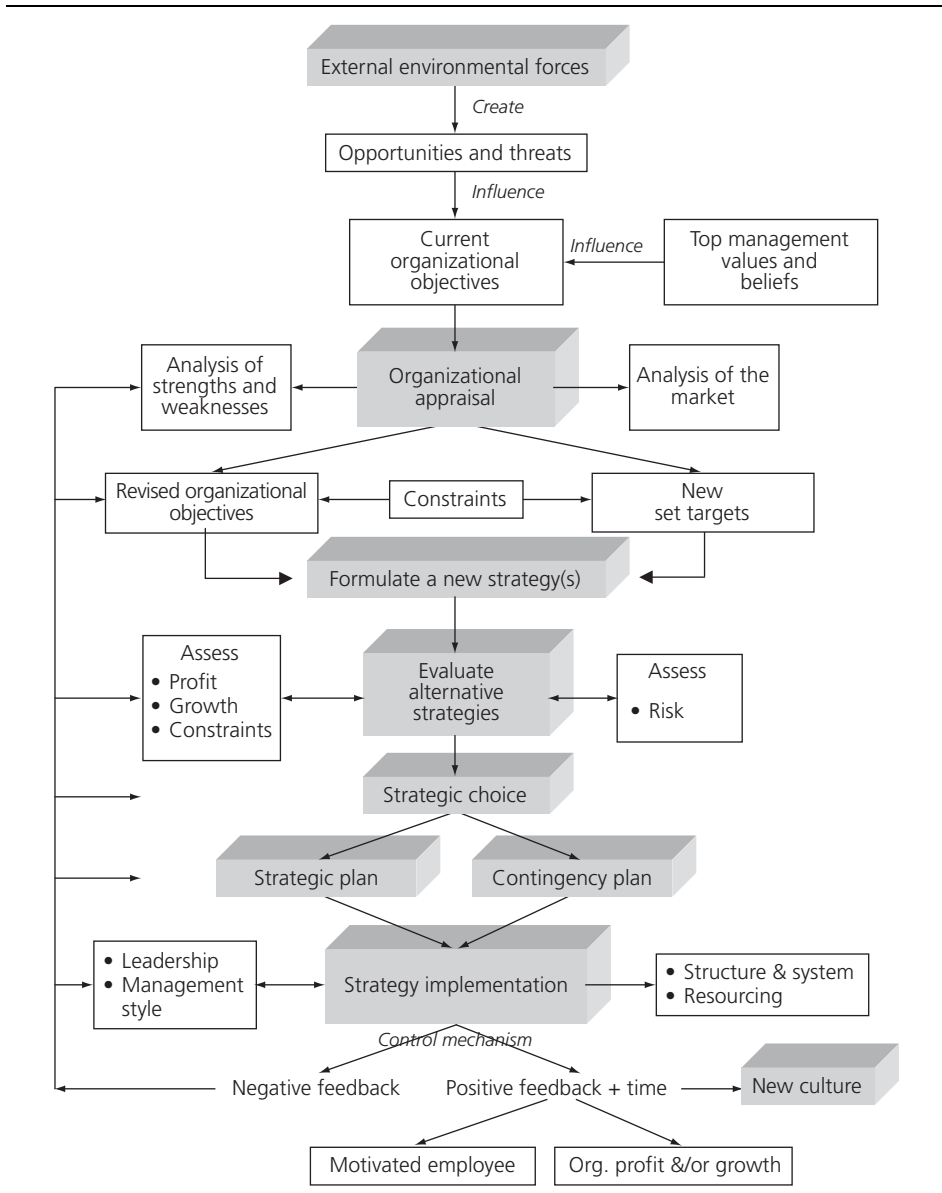 External environmental forces
Create
Opportunities and threats
Influence
Current
organizational
objectives
Influence
Top management
values and
beliefs
Analysis of
strengths and
weaknesses
Organizational
appraisal
Analysis of the
market
Revised organizational
objectives
Constraints
New
set targets
Formulate a new strategy(s)
Assess
• Profit
• Growth
• Constraints
Evaluate
alternative
strategies
Assess
• Risk
Strategic choice
Strategic plan
Contingency plan
• Leadership
• Management
style
Strategy implementation
• Structure & system
• Resourcing
Control mechanism
Negative feedback
Positive feedback + time
New culture
Motivated employee
Org. profit &/or growth